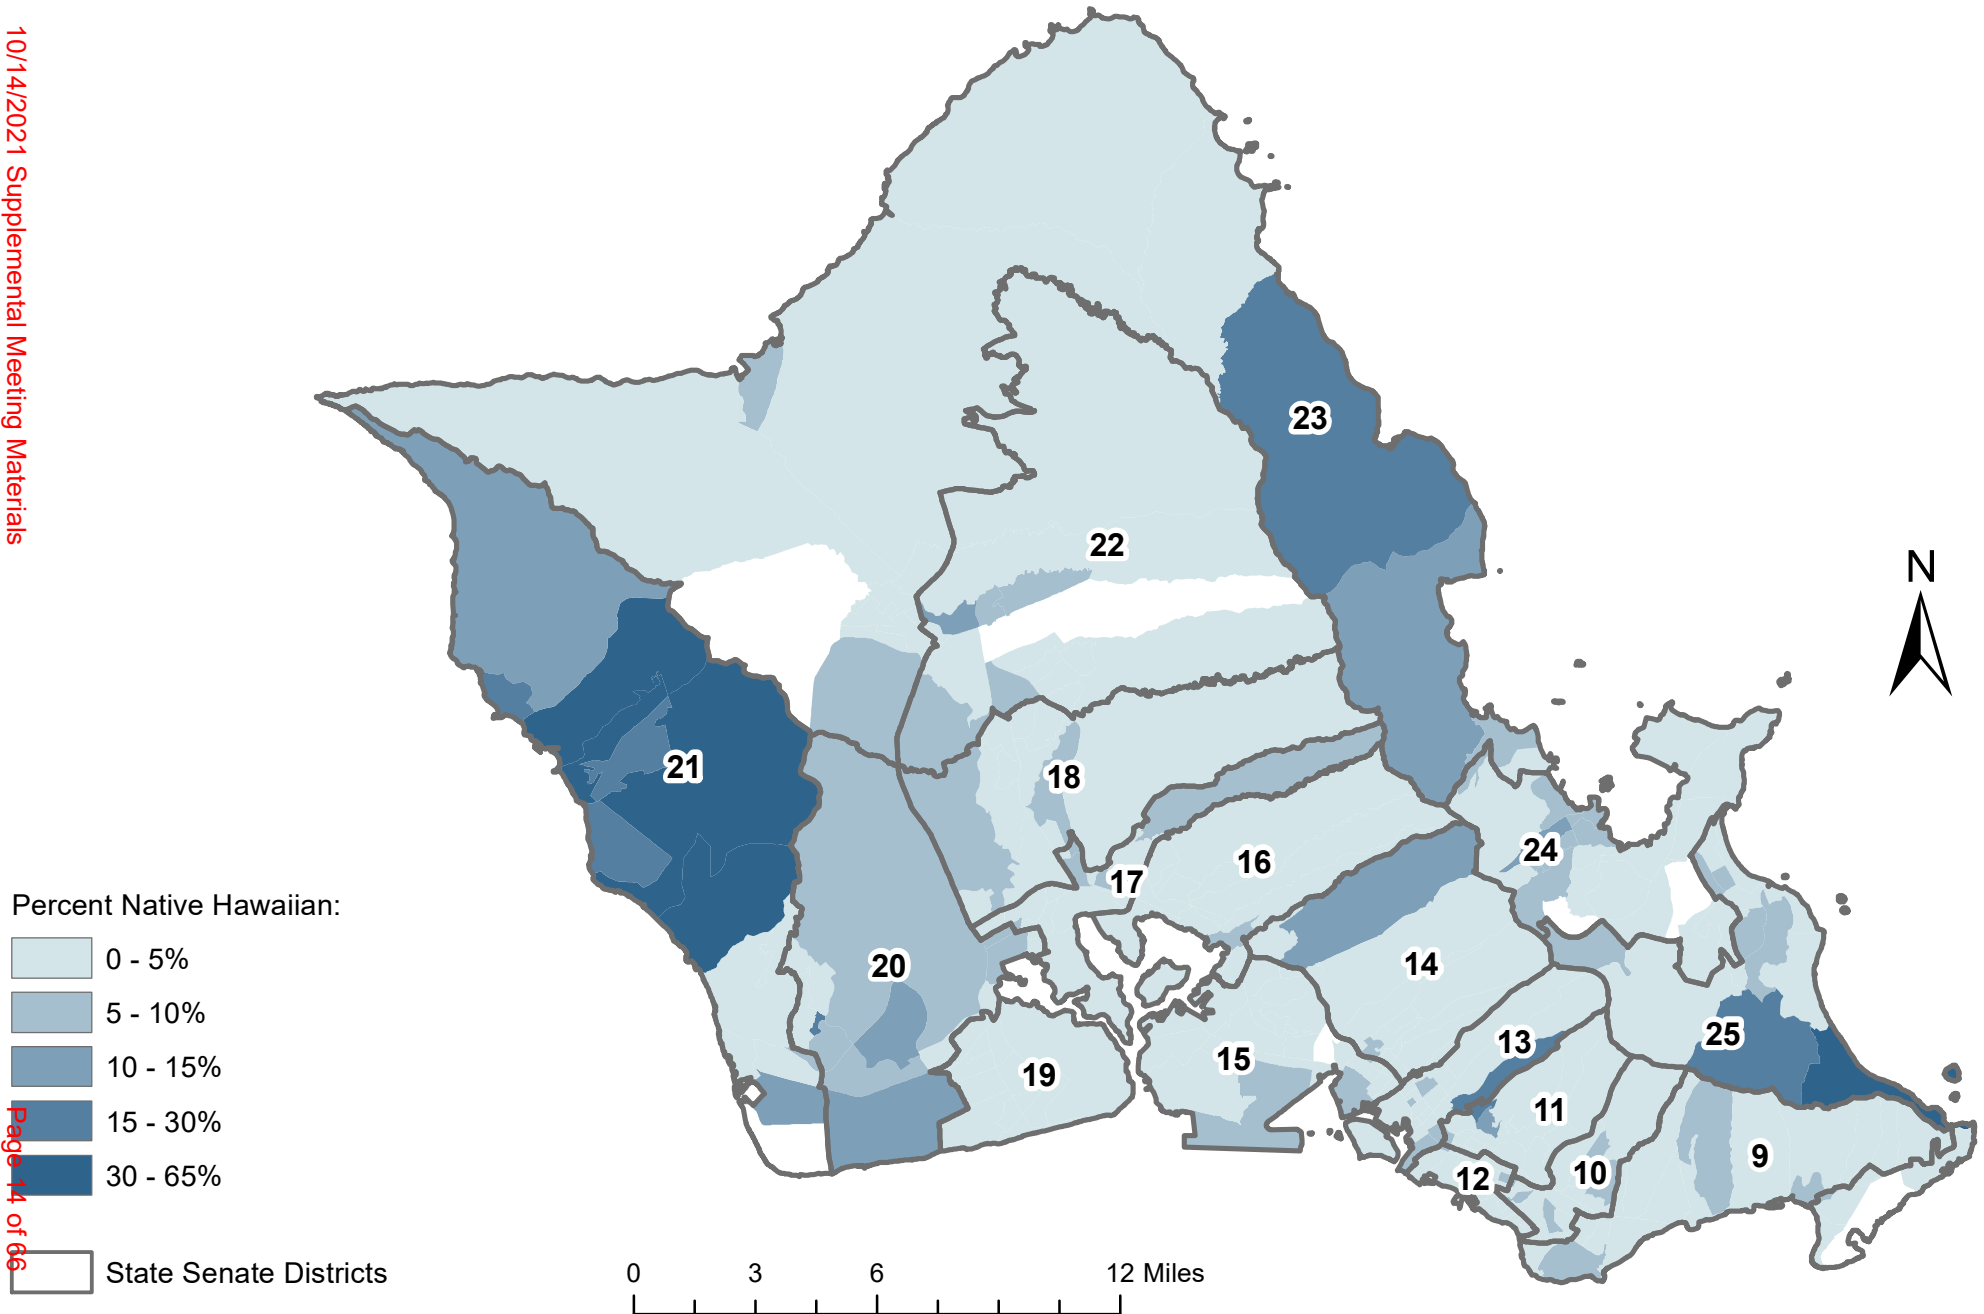 10/14/2021 Supplemental Meeting Materials
Page 14 of 66
N
23
22
21
18
16
17
24
20
14
25
13
15
19
11
9
10
12
Percent Native Hawaiian:
0 - 5%
5 - 10%
10 - 15%
15 - 30%
30 - 65%
State Senate Districts
0 3 6 12 Miles